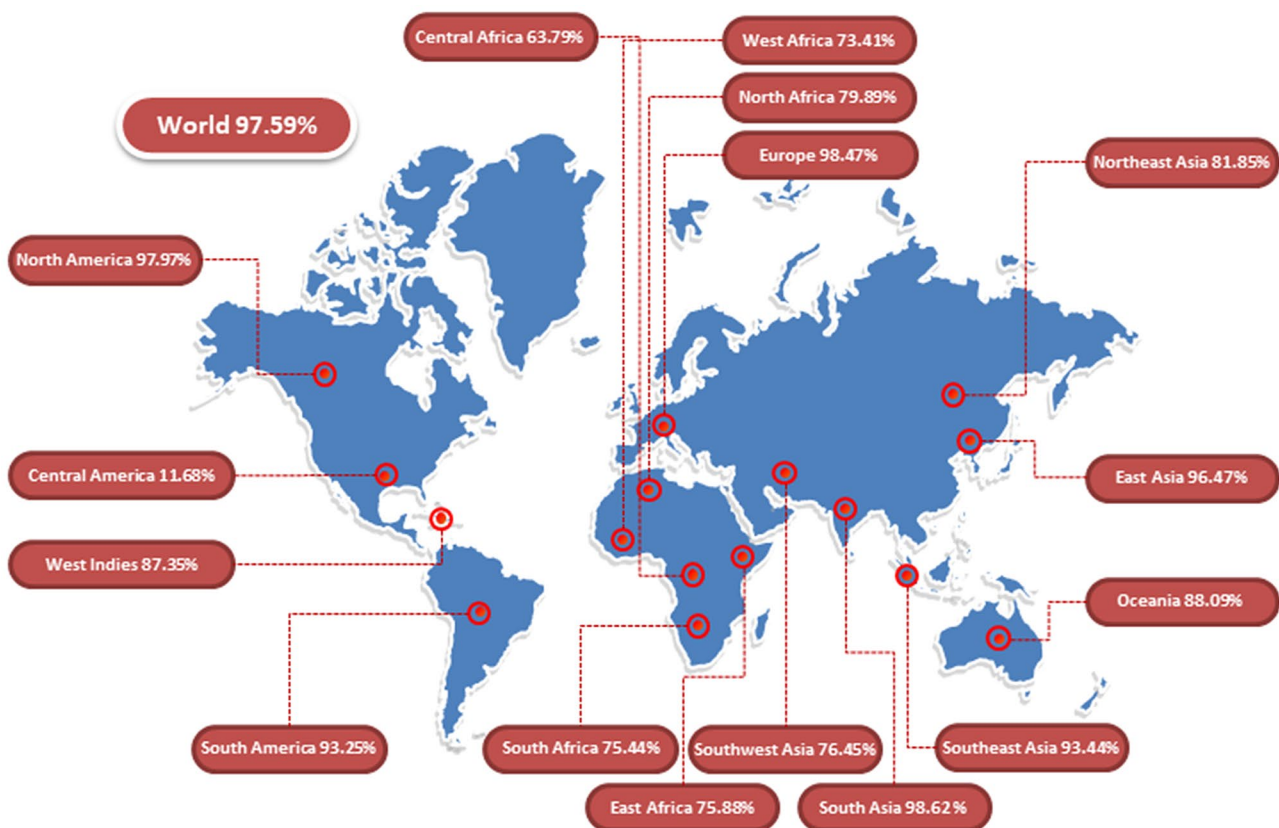 Central Africa 63.79%
West Africa 73.41%
North Africa 79.89%
World 97.59%
Europe 98.47%
Northeast Asia 81.85%
North America 97.97%
Central America 11.68%
East Asia 96.47%
West Indies 87.35%
Oceania 88.09%
South America 93.25%
South Africa 75.44%
Southwest Asia 76.45%
Southeast Asia 93.44%
East Africa 75.88%
South Asia 98.62%